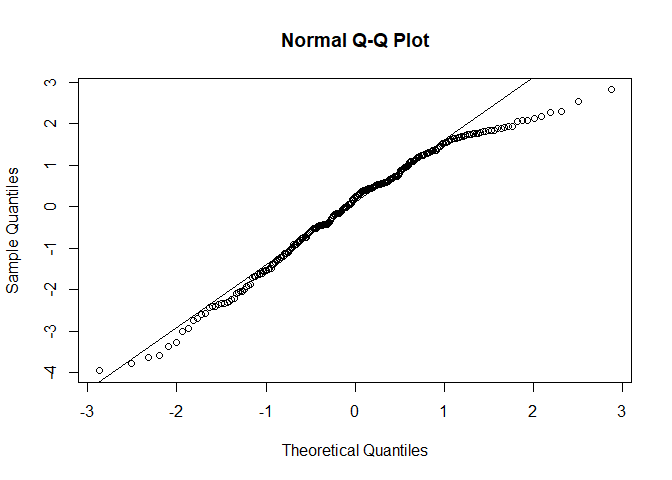 Normal Q-Q Plot
3
2
1
0
-1
-2
-3
-4
Sample Quantiles
-3 -2 -1 0 1 2 3
Theoretical Quantiles